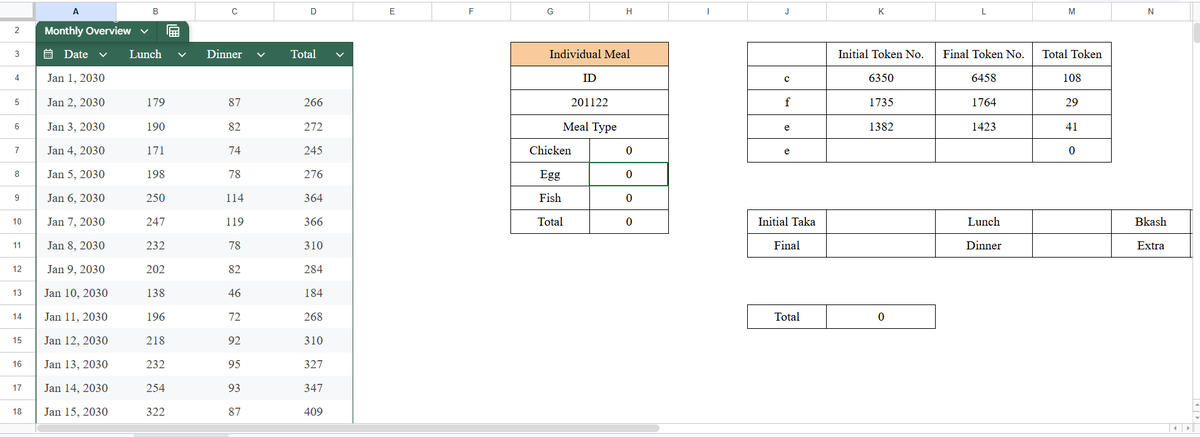 A B C D E F G H I J K L M N
2 Monthly Overview
3 Date Lunch Dinner Total Individual Meal Initial Token No. Final Token No. Total Token
4 Jan 1, 2030 ID c 6350 6458 108
5 Jan 2, 2030 179 87 266 201122 f 1735 1764 29
6 Jan 3, 2030 190 82 272 Meal Type e 1382 1423 41
7 Jan 4, 2030 171 74 245 Chicken 0 e 0
8 Jan 5, 2030 198 78 276 Egg 0
9 Jan 6, 2030 250 114 364 Fish 0
10 Jan 7, 2030 247 119 366 Total 0 Initial Taka Lunch Bkash
11 Jan 8, 2030 232 78 310 Final Dinner Extra
12 Jan 9, 2030 202 82 284
13 Jan 10, 2030 138 46 184
14 Jan 11, 2030 196 72 268 Total 0
15 Jan 12, 2030 218 92 310
16 Jan 13, 2030 232 95 327
17 Jan 14, 2030 254 93 347
18 Jan 15, 2030 322 87 409